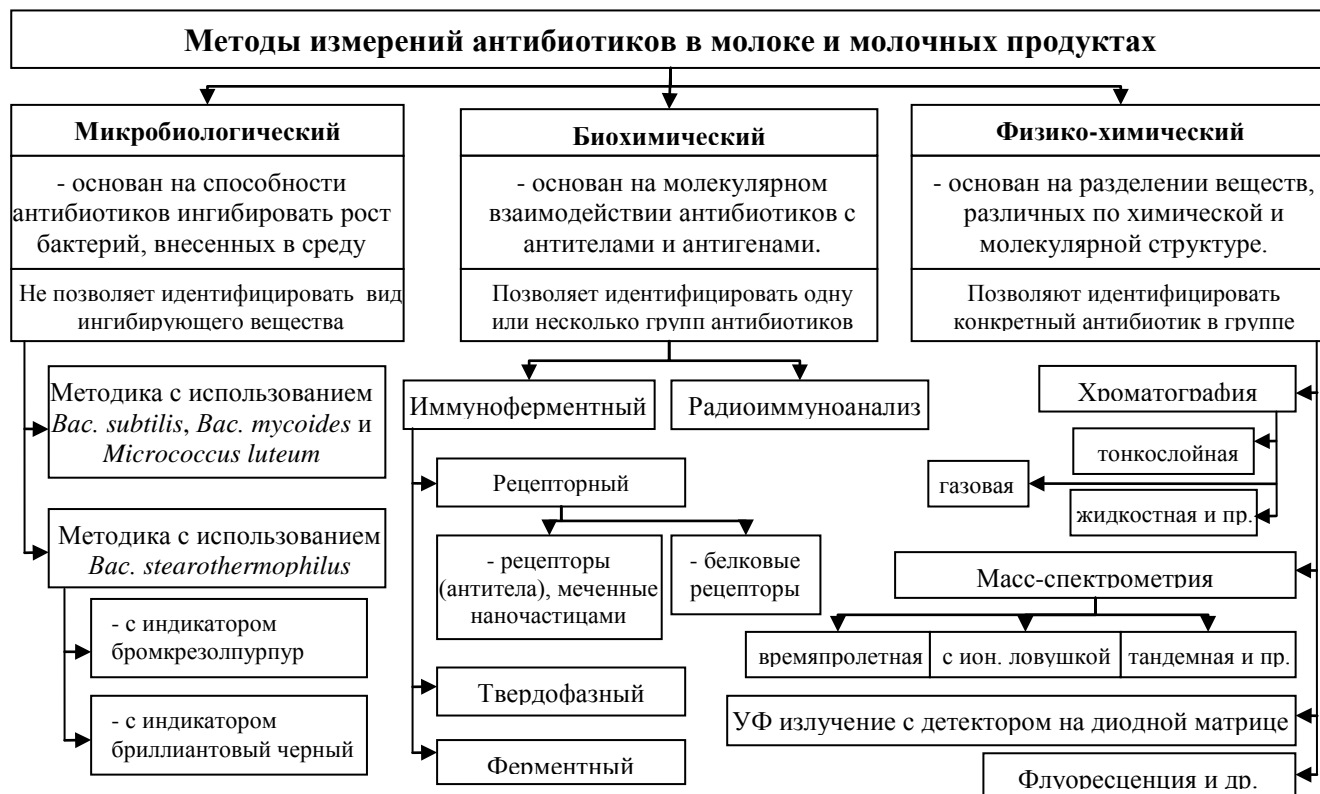 Методы измерений антибиотиков в молоке и молочных продуктах
Микробиологический
- основан на способности
антибиотиков ингибировать рост
бактерий, внесенных в среду
Не позволяет идентифицировать вид
ингибирующего вещества
Методика с использованием
Bac. subtilis, Bac. mycoides и
Micrococcus luteum
Методика с использованием
Bac. stearothermophilus
- с индикатором
бромкрезолпурпур
- с индикатором
бриллиантовый черный
Биохимический
- основан на молекулярном
взаимодействии антибиотиков с
антителами и антигенами.
Позволяет идентифицировать одну
или несколько групп антибиотиков
Иммуноферментный
Радиоиммуноанализ
Рецепторный
- рецепторы
(антитела), меченные
наночастицами
- белковые
рецепторы
Твердофазный
Ферментный
Физико-химический
- основан на разделении веществ,
различных по химической и
молекулярной структуре.
Позволяют идентифицировать
конкретный антибиотик в группе
Хроматография
тонкослойная
газовая
жидкостная и пр.
Масс-спектрометрия
времяпролетная
с ион. ловушкой
тандемная и пр.
УФ излучение с детектором на диодной матрице
Флуоресценция и др.